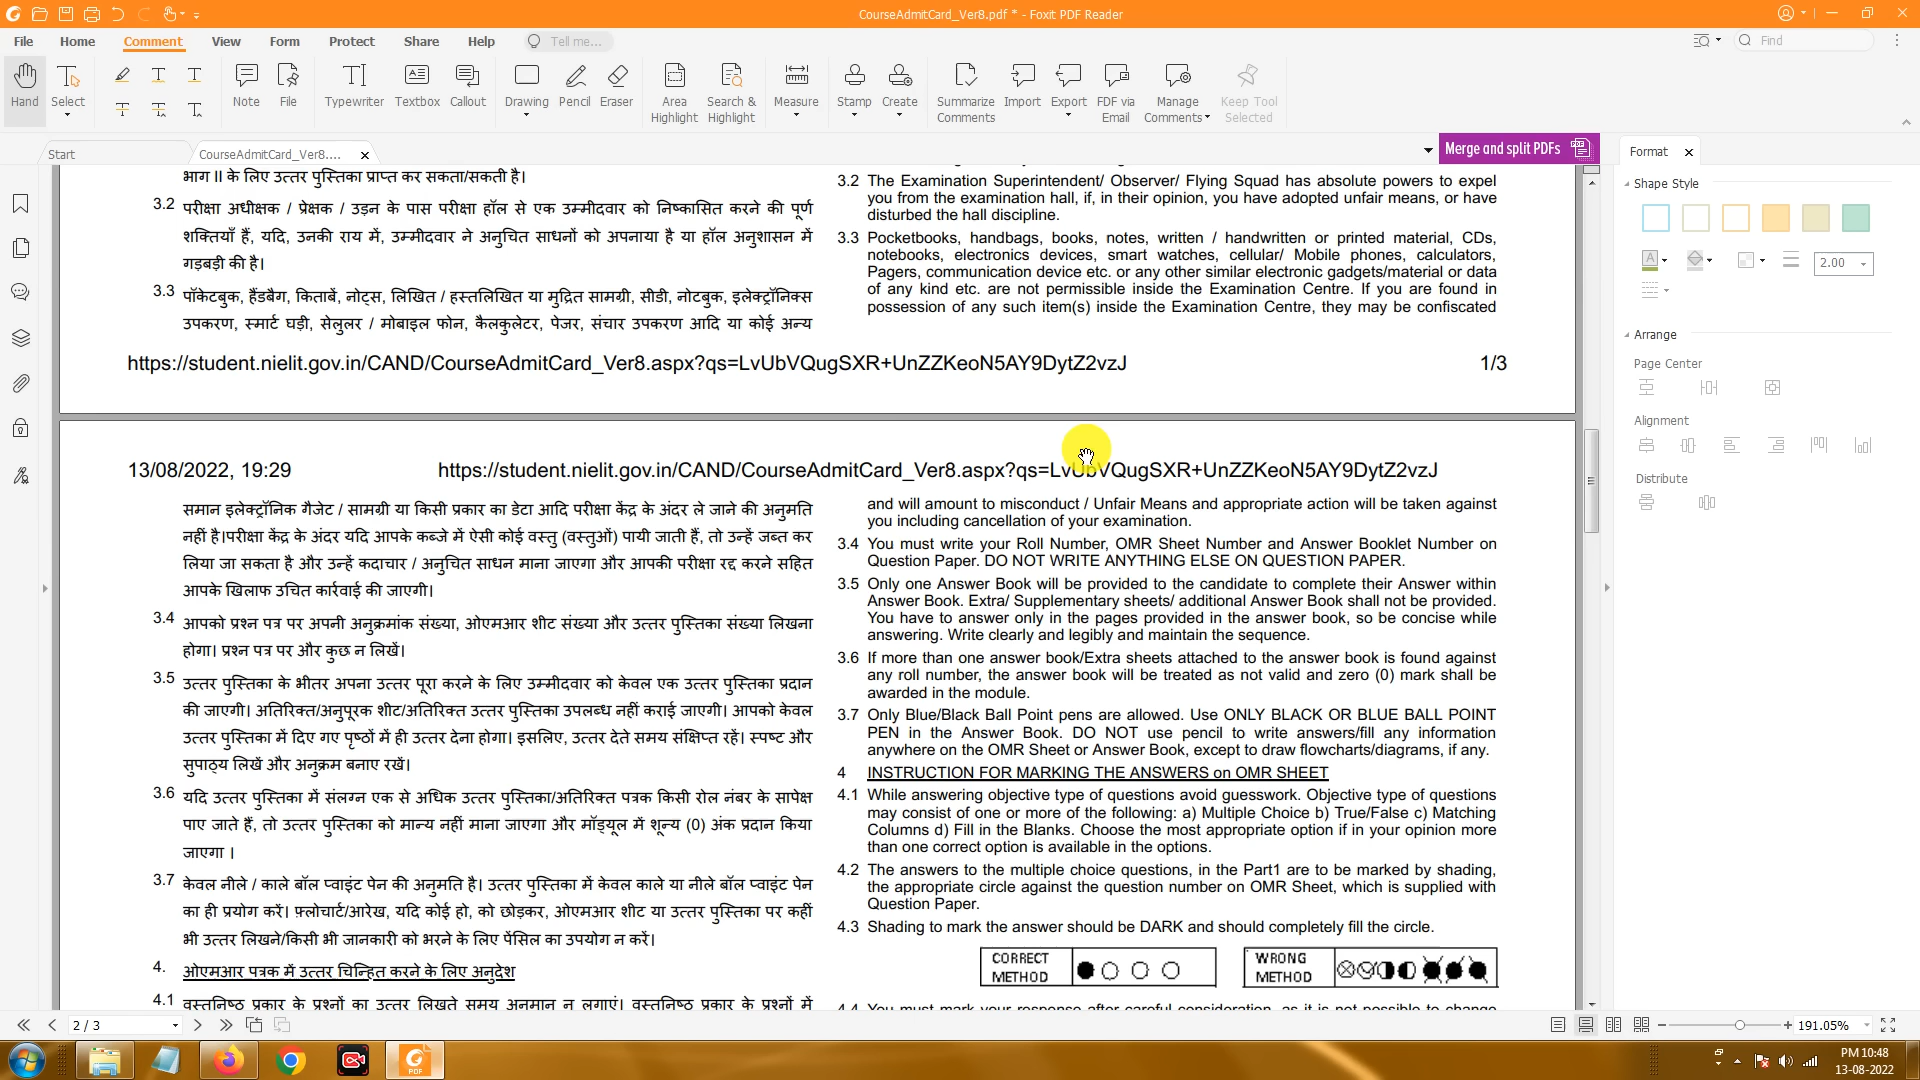 CourseAdmitCard_Ver8.pdf * - Foxit PDF Reader
File Home Comment View Form Protect Share Help Tell me... Find
Hand Select Note File Typewriter Textbox Callout Drawing Pencil Eraser Area Highlight Search & Highlight Measure Stamp Create Summarize Comments Import Export FDF via Email Manage Comments Keep Tool Selected
Start CourseAdmitCard_Ver8.... Merge and split PDFs
भाग II के लिए उत्तर पुस्तिका प्राप्त कर सकता/सकती है।
3.2 परीक्षा अधीक्षक / प्रेक्षक / उड़न के पास परीक्षा हॉल से एक उम्मीदवार को निष्कासित करने की पूर्ण
शक्तियाँ हैं, यदि, उनकी राय में, उम्मीदवार ने अनुचित साधनों को अपनाया है या हॉल अनुशासन में
गड़बड़ी की है।
3.3 पॉकेटबुक, हैंडबैग, किताबें, नोट्स, लिखित / हस्तलिखित या मुद्रित सामग्री, सीडी, नोटबुक, इलेक्ट्रॉनिक्स
उपकरण, स्मार्ट घड़ी, सेलुलर / मोबाइल फोन, कैलकुलेटर, पेजर, संचार उपकरण आदि या कोई अन्य
3.2 The Examination Superintendent/ Observer/ Flying Squad has absolute powers to expel
you from the examination hall, if, in their opinion, you have adopted unfair means, or have
disturbed the hall discipline.
3.3 Pocketbooks, handbags, books, notes, written / handwritten or printed material, CDs,
notebooks, electronics devices, smart watches, cellular/ Mobile phones, calculators,
Pagers, communication device etc. or any other similar electronic gadgets/material or data
of any kind etc. are not permissible inside the Examination Centre. If you are found in
possession of any such item(s) inside the Examination Centre, they may be confiscated
https://student.nielit.gov.in/CAND/CourseAdmitCard_Ver8.aspx?qs=LvUbVQugSXR+UnZZKeoN5AY9DytZ2vzJ 1/3
13/08/2022, 19:29 https://student.nielit.gov.in/CAND/CourseAdmitCard_Ver8.aspx?qs=LvUbVQugSXR+UnZZKeoN5AY9DytZ2vzJ
समान इलेक्ट्रॉनिक गैजेट / सामग्री या किसी प्रकार का डेटा आदि परीक्षा केंद्र के अंदर ले जाने की अनुमति
नहीं है।परीक्षा केंद्र के अंदर यदि आपके कब्जे में ऐसी कोई वस्तु (वस्तुओं) पायी जाती हैं, तो उन्हें जब्त कर
लिया जा सकता है और उन्हें कदाचार / अनुचित साधन माना जाएगा और आपकी परीक्षा रद्द करने सहित
आपके खिलाफ उचित कार्रवाई की जाएगी।
3.4 आपको प्रश्न पत्र पर अपनी अनुक्रमांक संख्या, ओएमआर शीट संख्या और उत्तर पुस्तिका संख्या लिखना
होगा। प्रश्न पत्र पर और कुछ न लिखें।
3.5 उत्तर पुस्तिका के भीतर अपना उत्तर पूरा करने के लिए उम्मीदवार को केवल एक उत्तर पुस्तिका प्रदान
की जाएगी। अतिरिक्त/अनुपूरक शीट/अतिरिक्त उत्तर पुस्तिका उपलब्ध नहीं कराई जाएगी। आपको केवल
उत्तर पुस्तिका में दिए गए पृष्ठों में ही उत्तर देना होगा। इसलिए, उत्तर देते समय संक्षिप्त रहें। स्पष्ट और
सुपाठ्य लिखें और अनुक्रम बनाए रखें।
3.6 यदि उत्तर पुस्तिका में संलग्न एक से अधिक उत्तर पुस्तिका/अतिरिक्त पत्रक किसी रोल नंबर के सापेक्ष
पाए जाते हैं, तो उत्तर पुस्तिका को मान्य नहीं माना जाएगा और मॉड्यूल में शून्य (0) अंक प्रदान किया
जाएगा ।
3.7 केवल नीले / काले बॉल प्वाइंट पेन की अनुमति है। उत्तर पुस्तिका में केवल काले या नीले बॉल प्वाइंट पेन
का ही प्रयोग करें। फ़्लोचार्ट/आरेख, यदि कोई हो, को छोड़कर, ओएमआर शीट या उत्तर पुस्तिका पर कहीं
भी उत्तर लिखने/किसी भी जानकारी को भरने के लिए पेंसिल का उपयोग न करें।
4. ओएमआर पत्रक में उत्तर चिन्हित करने के लिए अनुदेश
4.1 वस्तुनिष्ठ प्रकार के प्रश्नों का उत्तर लिखते समय अनुमान न लगाएं। वस्तुनिष्ठ प्रकार के प्रश्नों में
and will amount to misconduct / Unfair Means and appropriate action will be taken against
you including cancellation of your examination.
3.4 You must write your Roll Number, OMR Sheet Number and Answer Booklet Number on
Question Paper. DO NOT WRITE ANYTHING ELSE ON QUESTION PAPER.
3.5 Only one Answer Book will be provided to the candidate to complete their Answer within
Answer Book. Extra/ Supplementary sheets/ additional Answer Book shall not be provided.
You have to answer only in the pages provided in the answer book, so be concise while
answering. Write clearly and legibly and maintain the sequence.
3.6 If more than one answer book/Extra sheets attached to the answer book is found against
any roll number, the answer book will be treated as not valid and zero (0) mark shall be
awarded in the module.
3.7 Only Blue/Black Ball Point pens are allowed. Use ONLY BLACK OR BLUE BALL POINT
PEN in the Answer Book. DO NOT use pencil to write answers/fill any information
anywhere on the OMR Sheet or Answer Book, except to draw flowcharts/diagrams, if any.
4 INSTRUCTION FOR MARKING THE ANSWERS on OMR SHEET
4.1 While answering objective type of questions avoid guesswork. Objective type of questions
may consist of one or more of the following: a) Multiple Choice b) True/False c) Matching
Columns d) Fill in the Blanks. Choose the most appropriate option if in your opinion more
than one correct option is available in the options.
4.2 The answers to the multiple choice questions, in the Part1 are to be marked by shading,
the appropriate circle against the question number on OMR Sheet, which is supplied with
Question Paper.
4.3 Shading to mark the answer should be DARK and should completely fill the circle.
CORRECT METHOD WRONG METHOD
4.4 You must mark your response after careful consideration, as it is not possible to change
Format
Shape Style
2.00
Arrange
Page Center
Alignment
Distribute
2 / 3 191.05%
PM 10:48
13-08-2022